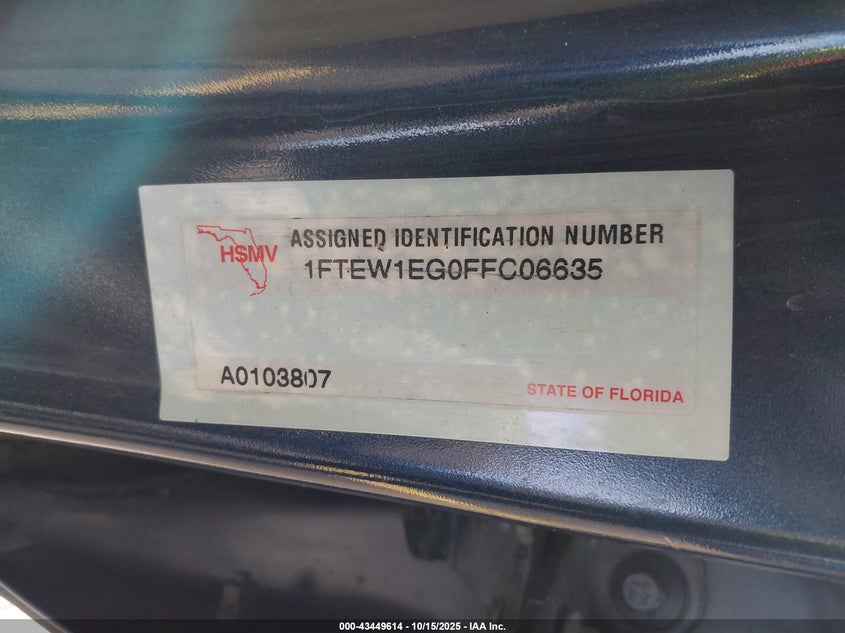 HSMV
ASSIGNED IDENTIFICATION NUMBER
1FTEW1EG0FFC06635
A0103807
STATE OF FLORIDA
000-43449614 - 10/15/2025 - IAA Inc.